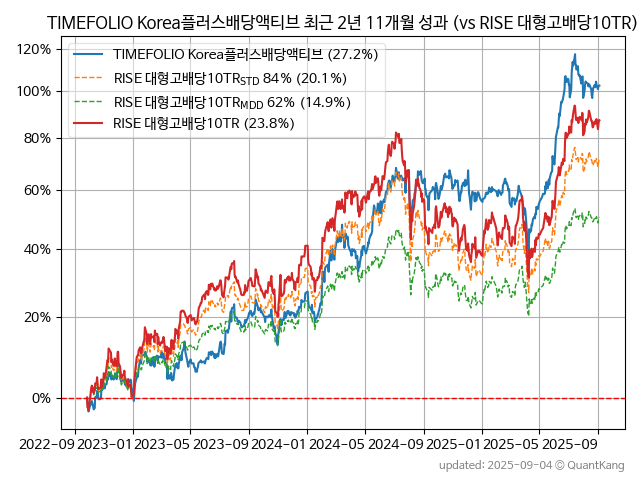 TIMEFOLIO Korea플러스배당액티브 최근 2년 11개월 성과 (vs RISE 대형고배당10TR)
120%
100%
80%
60%
40%
20%
0%
TIMEFOLIO Korea플러스배당액티브 (27.2%)
RISE 대형고배당10TR_STD 84% (20.1%)
RISE 대형고배당10TR_MDD 62% (14.9%)
RISE 대형고배당10TR (23.8%)
2022-09 2023-01 2023-05 2023-09 2024-01 2024-05 2024-09 2025-01 2025-05 2025-09
updated: 2025-09-04 © QuantKang